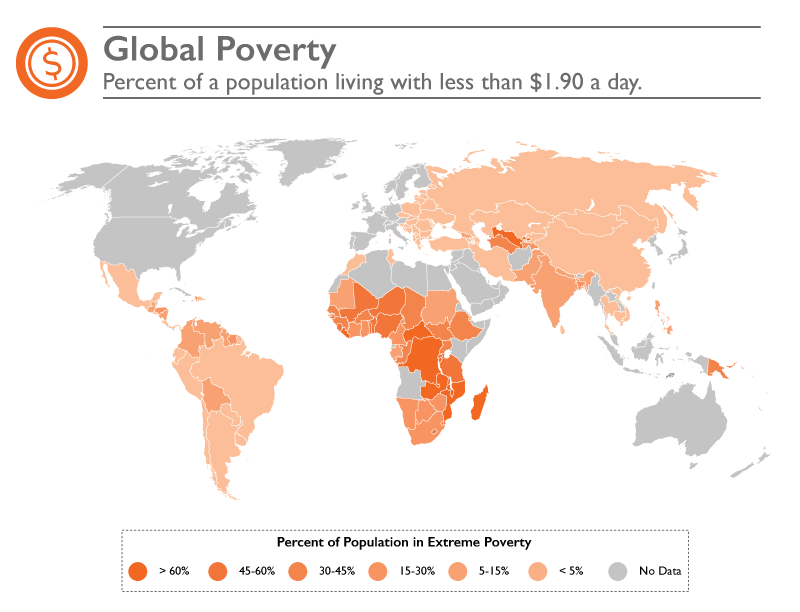 $
Global Poverty
Percent of a population living with less than $1.90 a day.
Percent of Population in Extreme Poverty
> 60%
45-60%
30-45%
15-30%
5-15%
< 5%
No Data